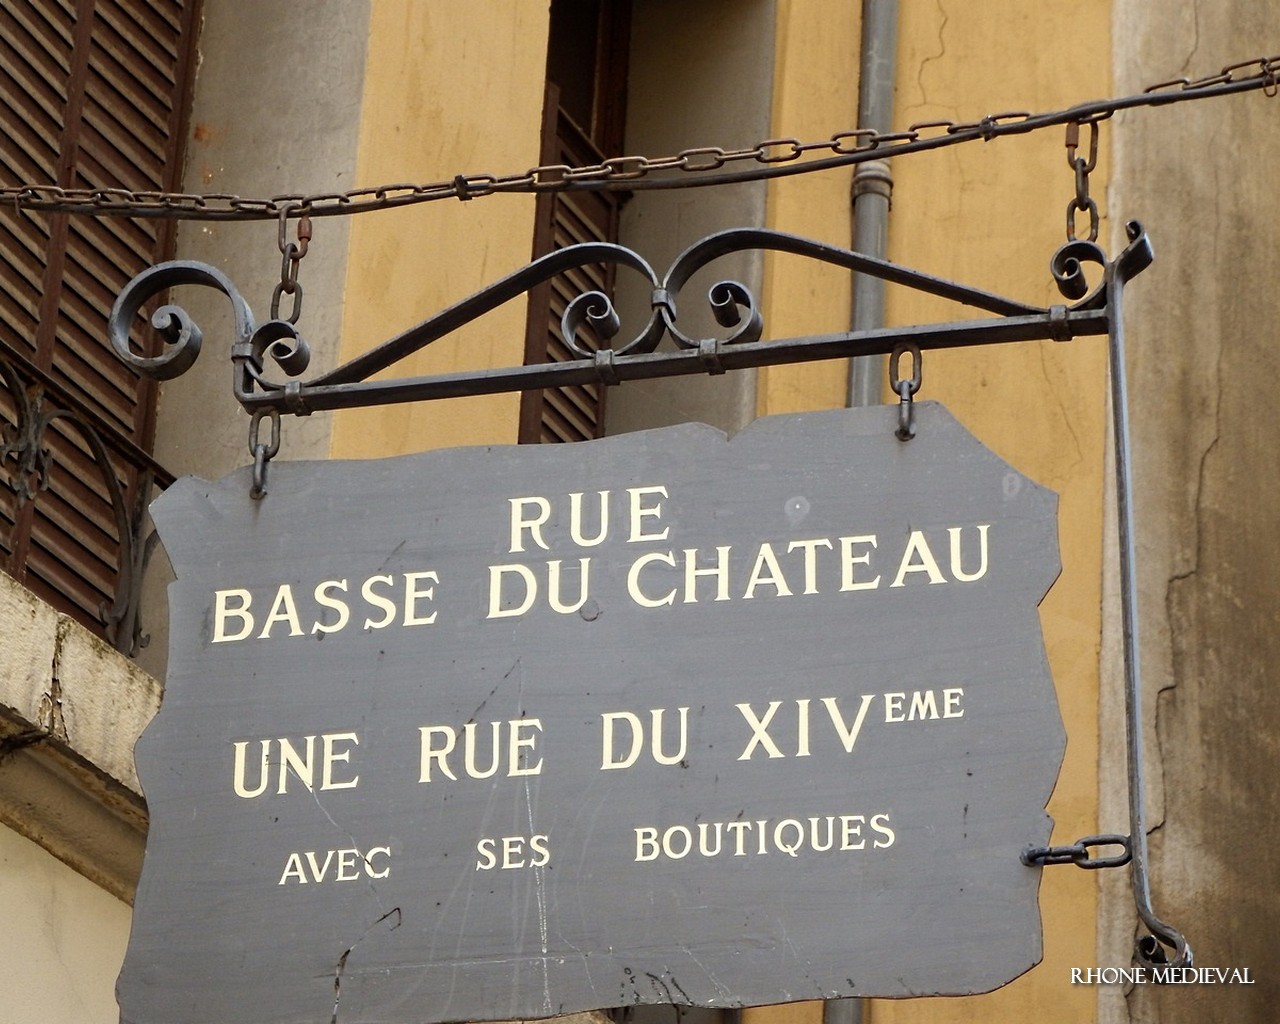 RUE
BASSE DU CHATEAU
UNE RUE DU XIVEME
AVEC SES BOUTIQUES
RHONE MEDIEVAL